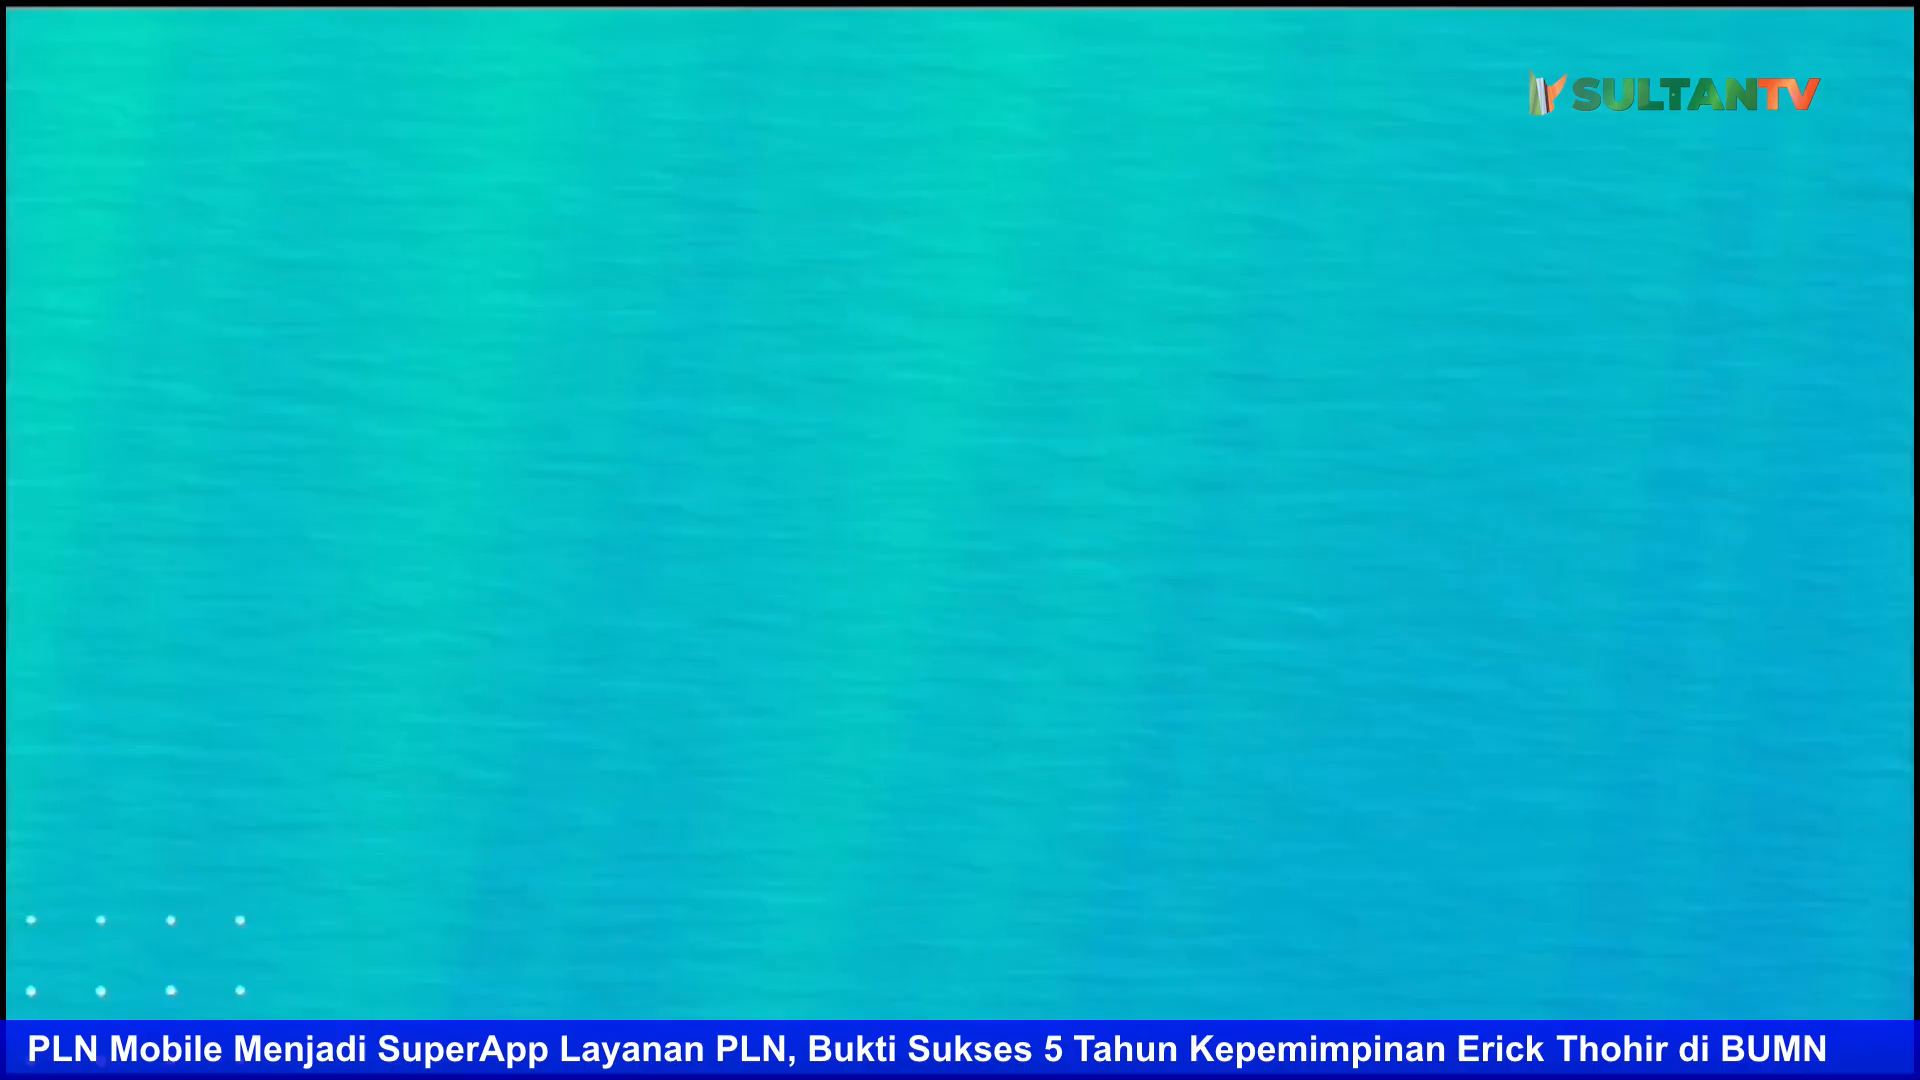 SULTANTV
PLN Mobile Menjadi SuperApp Layanan PLN, Bukti Sukses 5 Tahun Kepemimpinan Erick Thohir di BUMN